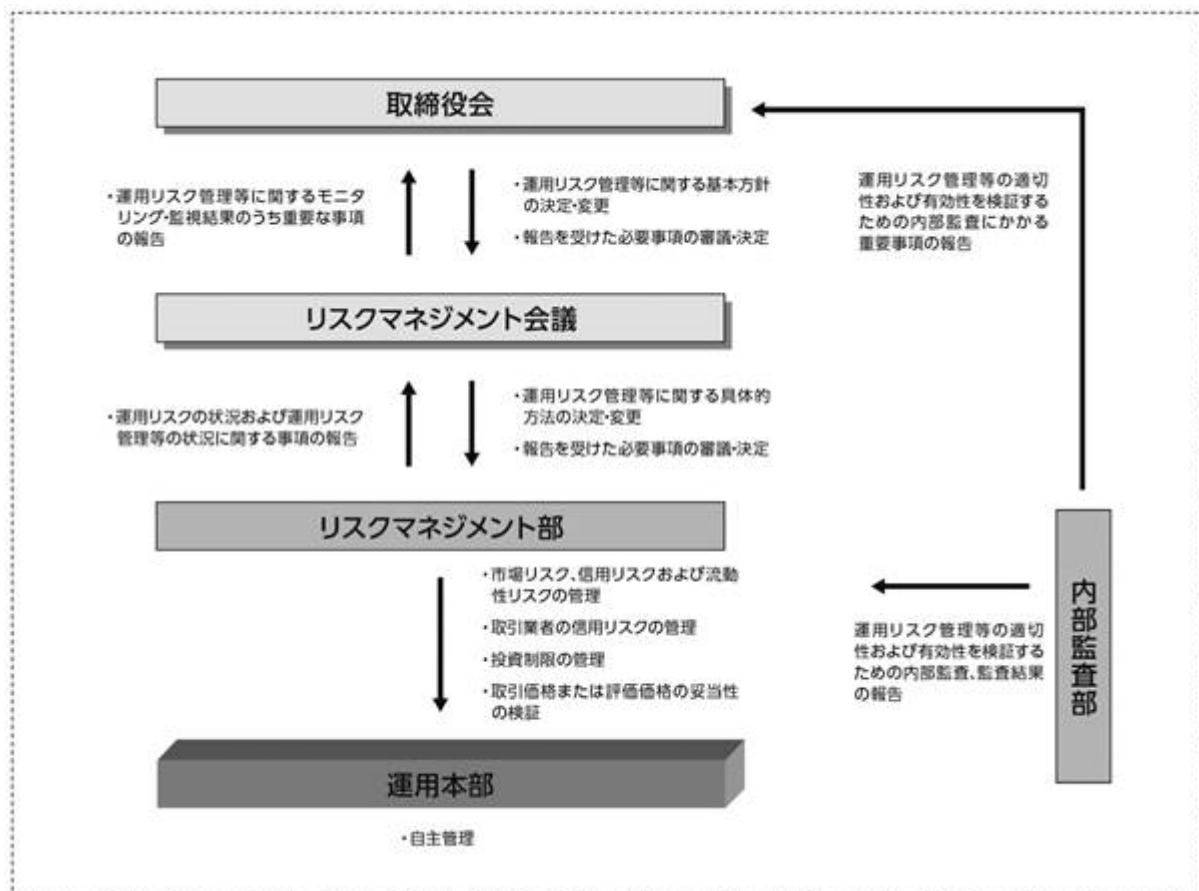 取締役会
・運用リスク管理等に関するモニタ
リング・監視結果のうち重要な事項
の報告
・運用リスク管理等に関する基本方針
の決定・変更
・報告を受けた必要事項の審議・決定
運用リスク管理等の適切
性および有効性を検証する
ための内部監査にかかる
重要事項の報告
リスクマネジメント会議
・運用リスクの状況および運用リスク
管理等の状況に関する事項の報告
・運用リスク管理等に関する具体的
方法の決定・変更
・報告を受けた必要事項の審議・決定
リスクマネジメント部
・市場リスク、信用リスクおよび流動
性リスクの管理
・取引業者の信用リスクの管理
・投資制限の管理
・取引価格または評価価格の妥当性
の検証
運用リスク管理等の適切
性および有効性を検証する
ための内部監査、監査結果
の報告
内部監査部
運用本部
・自主管理